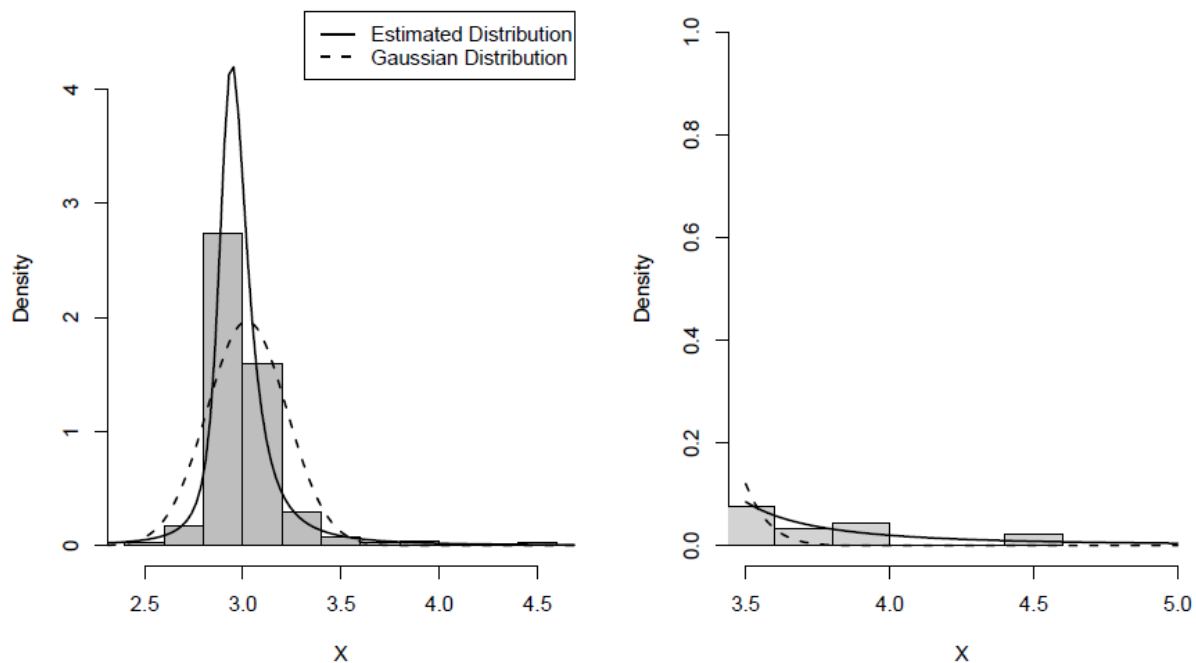 Estimated Distribution
Gaussian Distribution
Density
4
3
2
1
0
2.5 3.0 3.5 4.0 4.5
X
Density
1.0
0.8
0.6
0.4
0.2
0.0
3.5 4.0 4.5 5.0
X